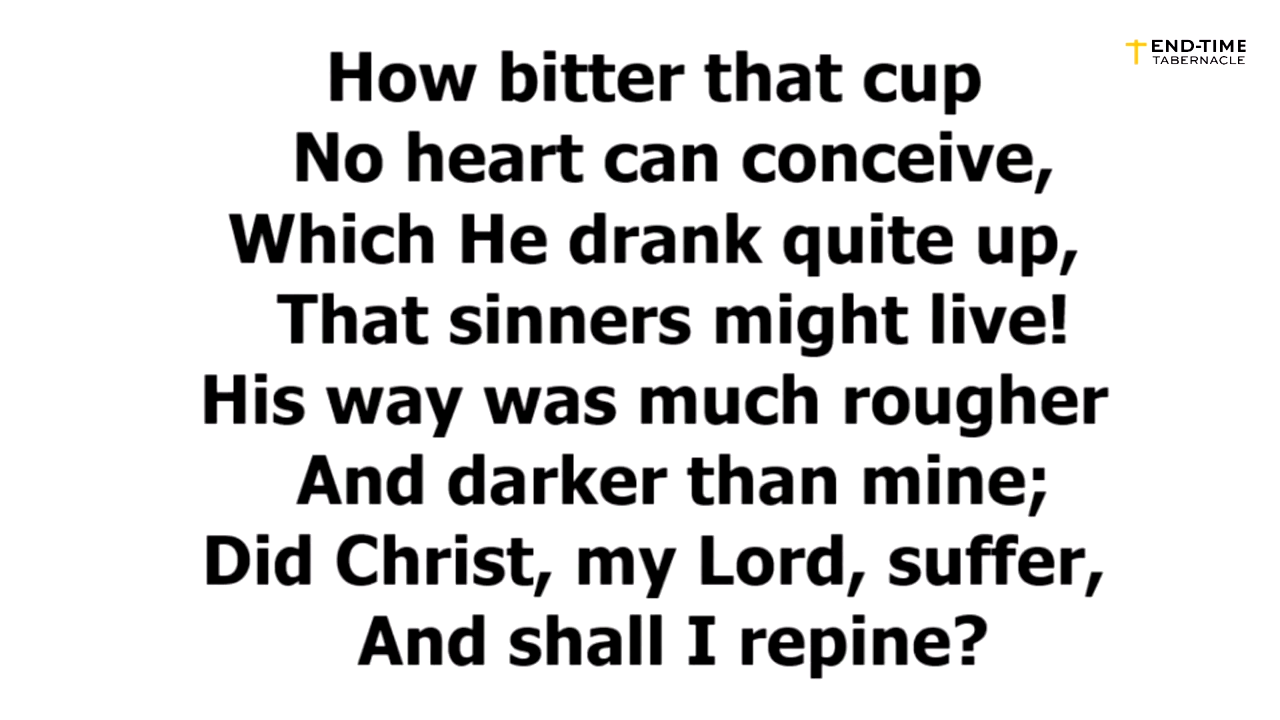 END-TIME
TABERNACLE
How bitter that cup
No heart can conceive,
Which He drank quite up,
That sinners might live!
His way was much rougher
And darker than mine;
Did Christ, my Lord, suffer,
And shall I repine?